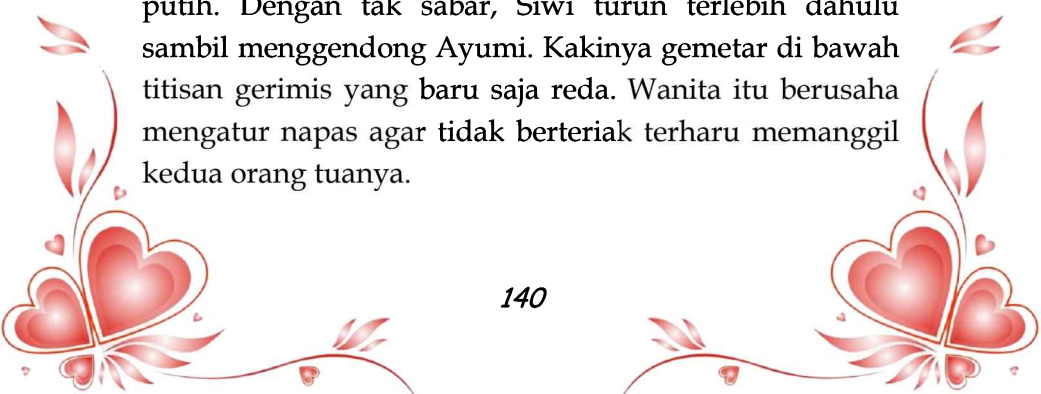 putih. Dengan tak sabar, Siwi turun terlebih dahulu
sambil menggendong Ayumi. Kakinya gemetar di bawah
titisan gerimis yang baru saja reda. Wanita itu berusaha
mengatur napas agar tidak berteriak terharu memanggil
kedua orang tuanya.
140